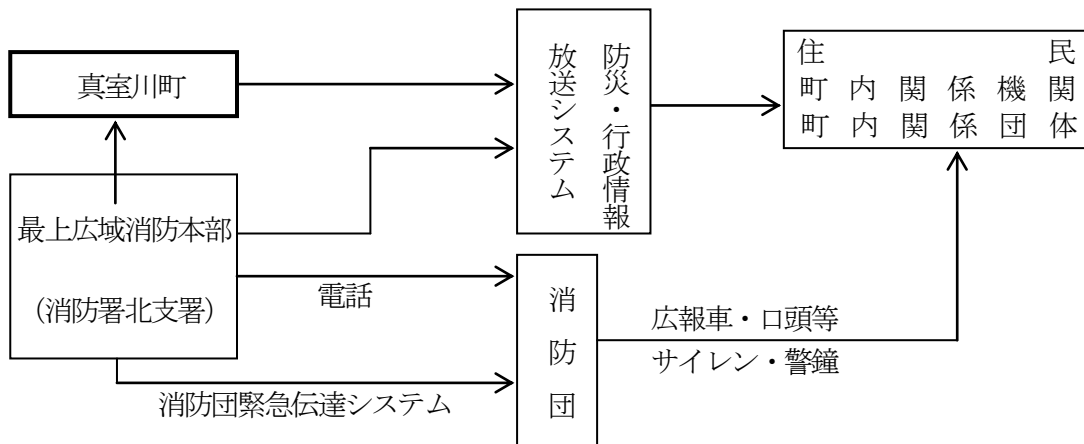 真室川町
防災・行政情報
放送システム
住民
町内関係機関
町内関係団体
最上広域消防本部
(消防署北支署)
電話
消防団
広報車・口頭等
サイレン・警鐘
消防団緊急伝達システム